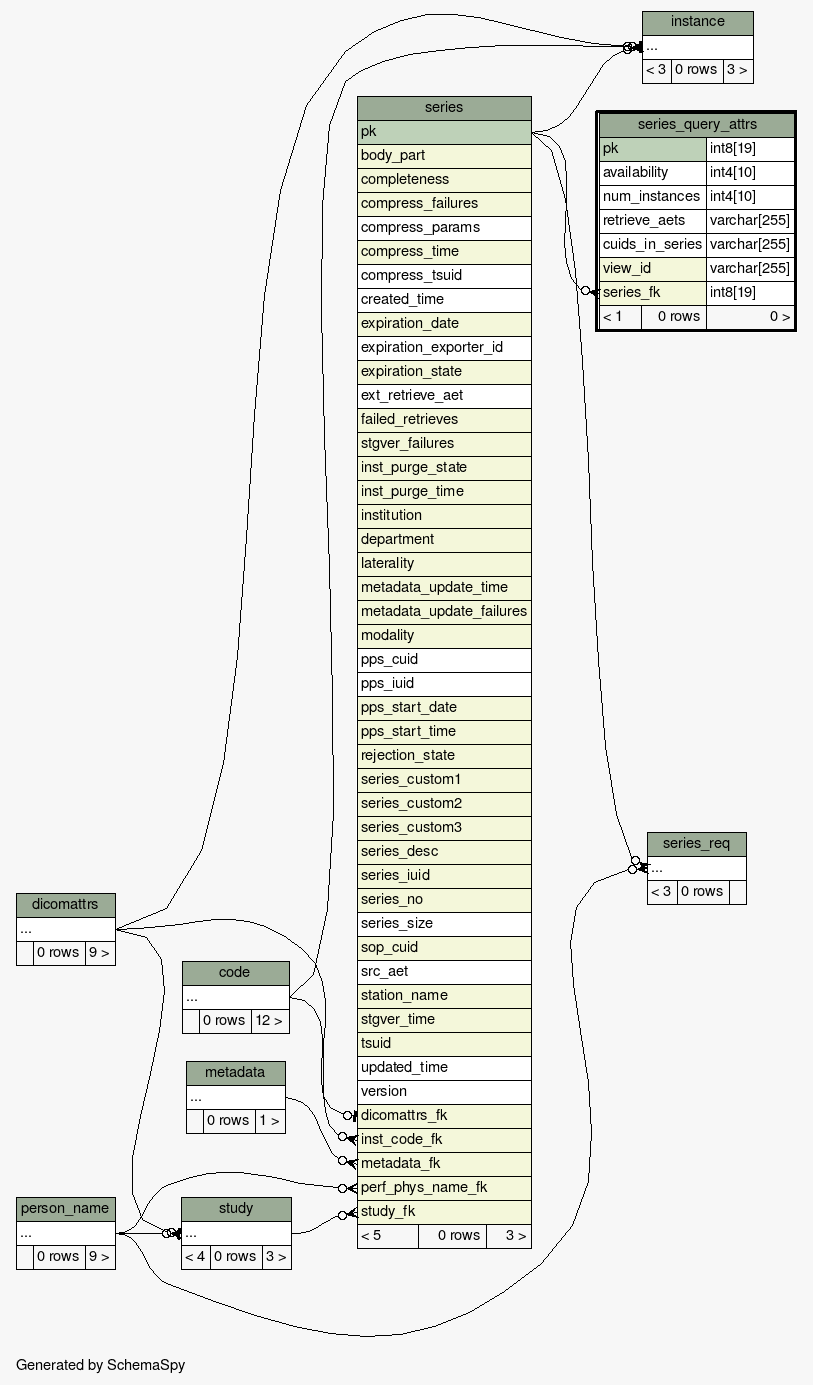 instance
...
< 3 0 rows 3 >
series
pk
body_part
completeness
compress_failures
compress_params
compress_time
compress_tsuid
created_time
expiration_date
expiration_exporter_id
expiration_state
ext_retrieve_aet
failed_retrieves
stgver_failures
inst_purge_state
inst_purge_time
institution
department
laterality
metadata_update_time
metadata_update_failures
modality
pps_cuid
pps_iuid
pps_start_date
pps_start_time
rejection_state
series_custom1
series_custom2
series_custom3
series_desc
series_iuid
series_no
series_size
sop_cuid
src_aet
station_name
stgver_time
tsuid
updated_time
version
dicomattrs_fk
inst_code_fk
metadata_fk
perf_phys_name_fk
study_fk
< 5 0 rows 3 >
series_query_attrs
pk int8[19]
availability int4[10]
num_instances int4[10]
retrieve_aets varchar[255]
cuids_in_series varchar[255]
view_id varchar[255]
series_fk int8[19]
< 1 0 rows 0 >
series_req
...
< 3 0 rows
dicomattrs
...
0 rows 9 >
code
...
0 rows 12 >
metadata
...
0 rows 1 >
person_name
...
0 rows 9 >
study
...
< 4 0 rows 3 >
Generated by SchemaSpy